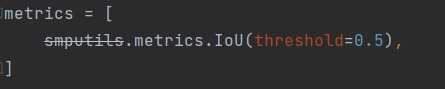 metrics = [
smputils.metrics.IoU(threshold=0.5),
]